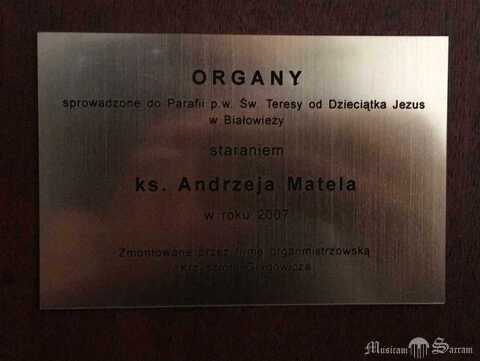 ORGANY
sprowadzone do Parafii p.w. Św. Teresy od Dzieciątka Jezus
w Białowieży
staraniem
ks. Andrzeja Matela
w roku 2007
Zmontowane przez firmę organmistrzowską
Krzysztofa
Musicam Sacram